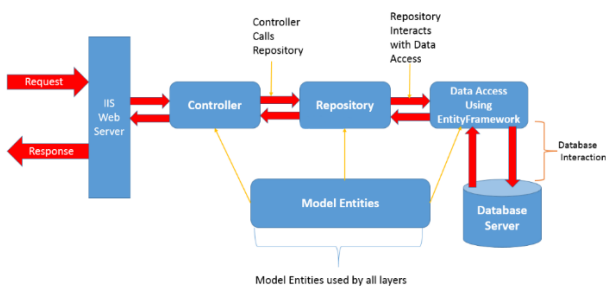 Controller
Calls
Repository
Repository
Interacts
with Data
Access
Request
Response
IIS
Web
Server
Controller
Repository
Data Access
Using
EntityFramework
Database
Interaction
Model Entities
Database
Server
Model Entities used by all layers